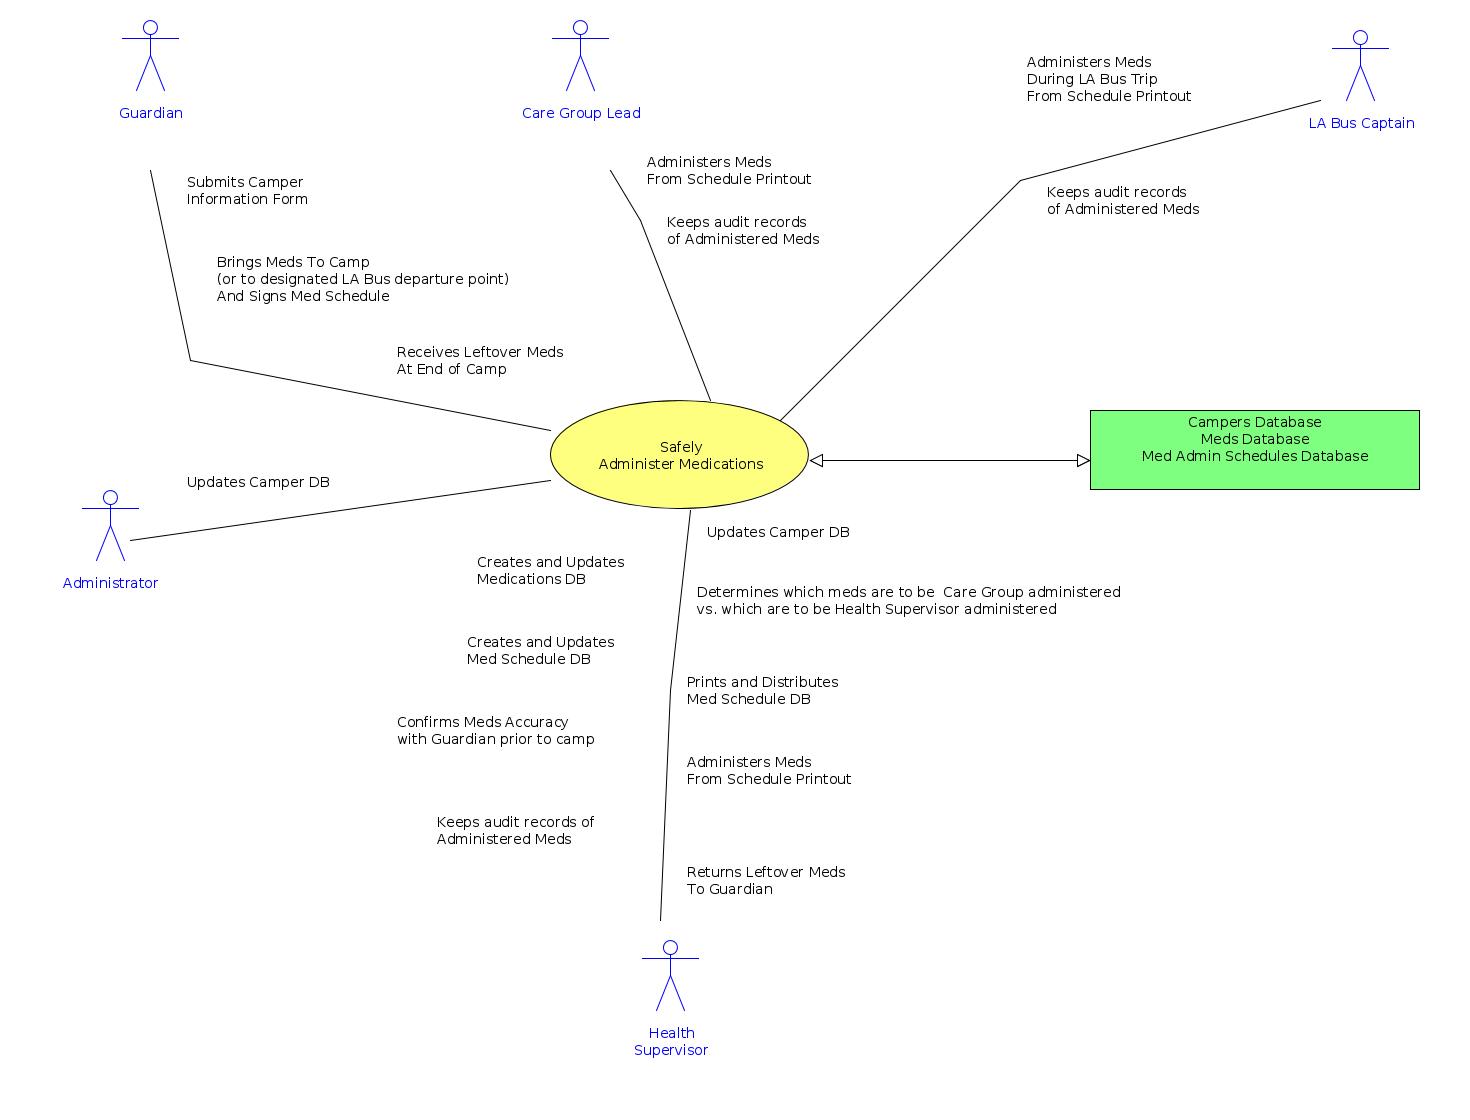 Guardian
Care Group Lead
Administers Meds
During LA Bus Trip
From Schedule Printout
LA Bus Captain
Submits Camper
Information Form
Administers Meds
From Schedule Printout
Keeps audit records
of Administered Meds
Keeps audit records
of Administered Meds
Brings Meds To Camp
(or to designated LA Bus departure point)
And Signs Med Schedule
Receives Leftover Meds
At End of Camp
Safely
Administer Medications
Campers Database
Meds Database
Med Admin Schedules Database
Updates Camper DB
Administrator
Updates Camper DB
Creates and Updates
Medications DB
Determines which meds are to be  Care Group administered
vs. which are to be Health Supervisor administered
Creates and Updates
Med Schedule DB
Prints and Distributes
Med Schedule DB
Confirms Meds Accuracy
with Guardian prior to camp
Administers Meds
From Schedule Printout
Keeps audit records of
Administered Meds
Returns Leftover Meds
To Guardian
Health
Supervisor